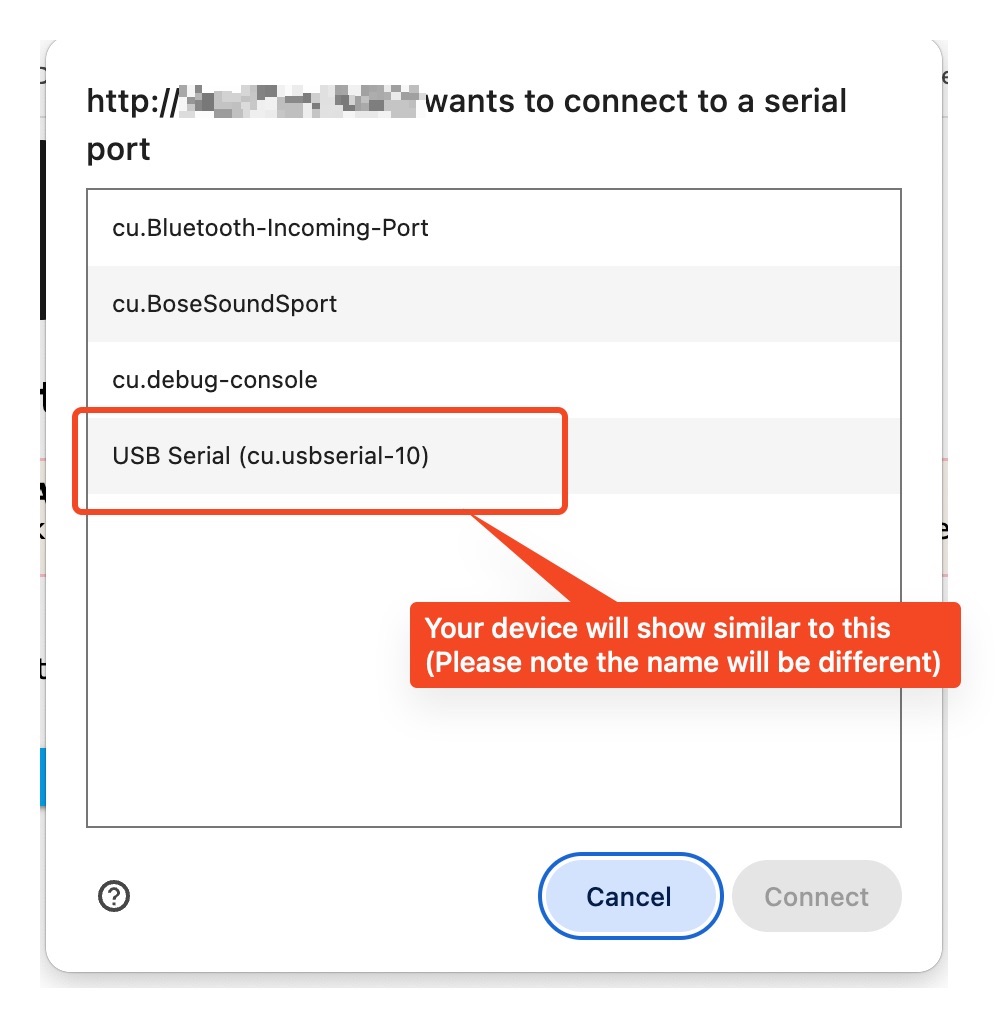 http:// wants to connect to a serial
port
cu.Bluetooth-Incoming-Port
cu.BoseSoundSport
cu.debug-console
USB Serial (cu.usbserial-10)
Your device will show similar to this
(Please note the name will be different)
?
Cancel
Connect